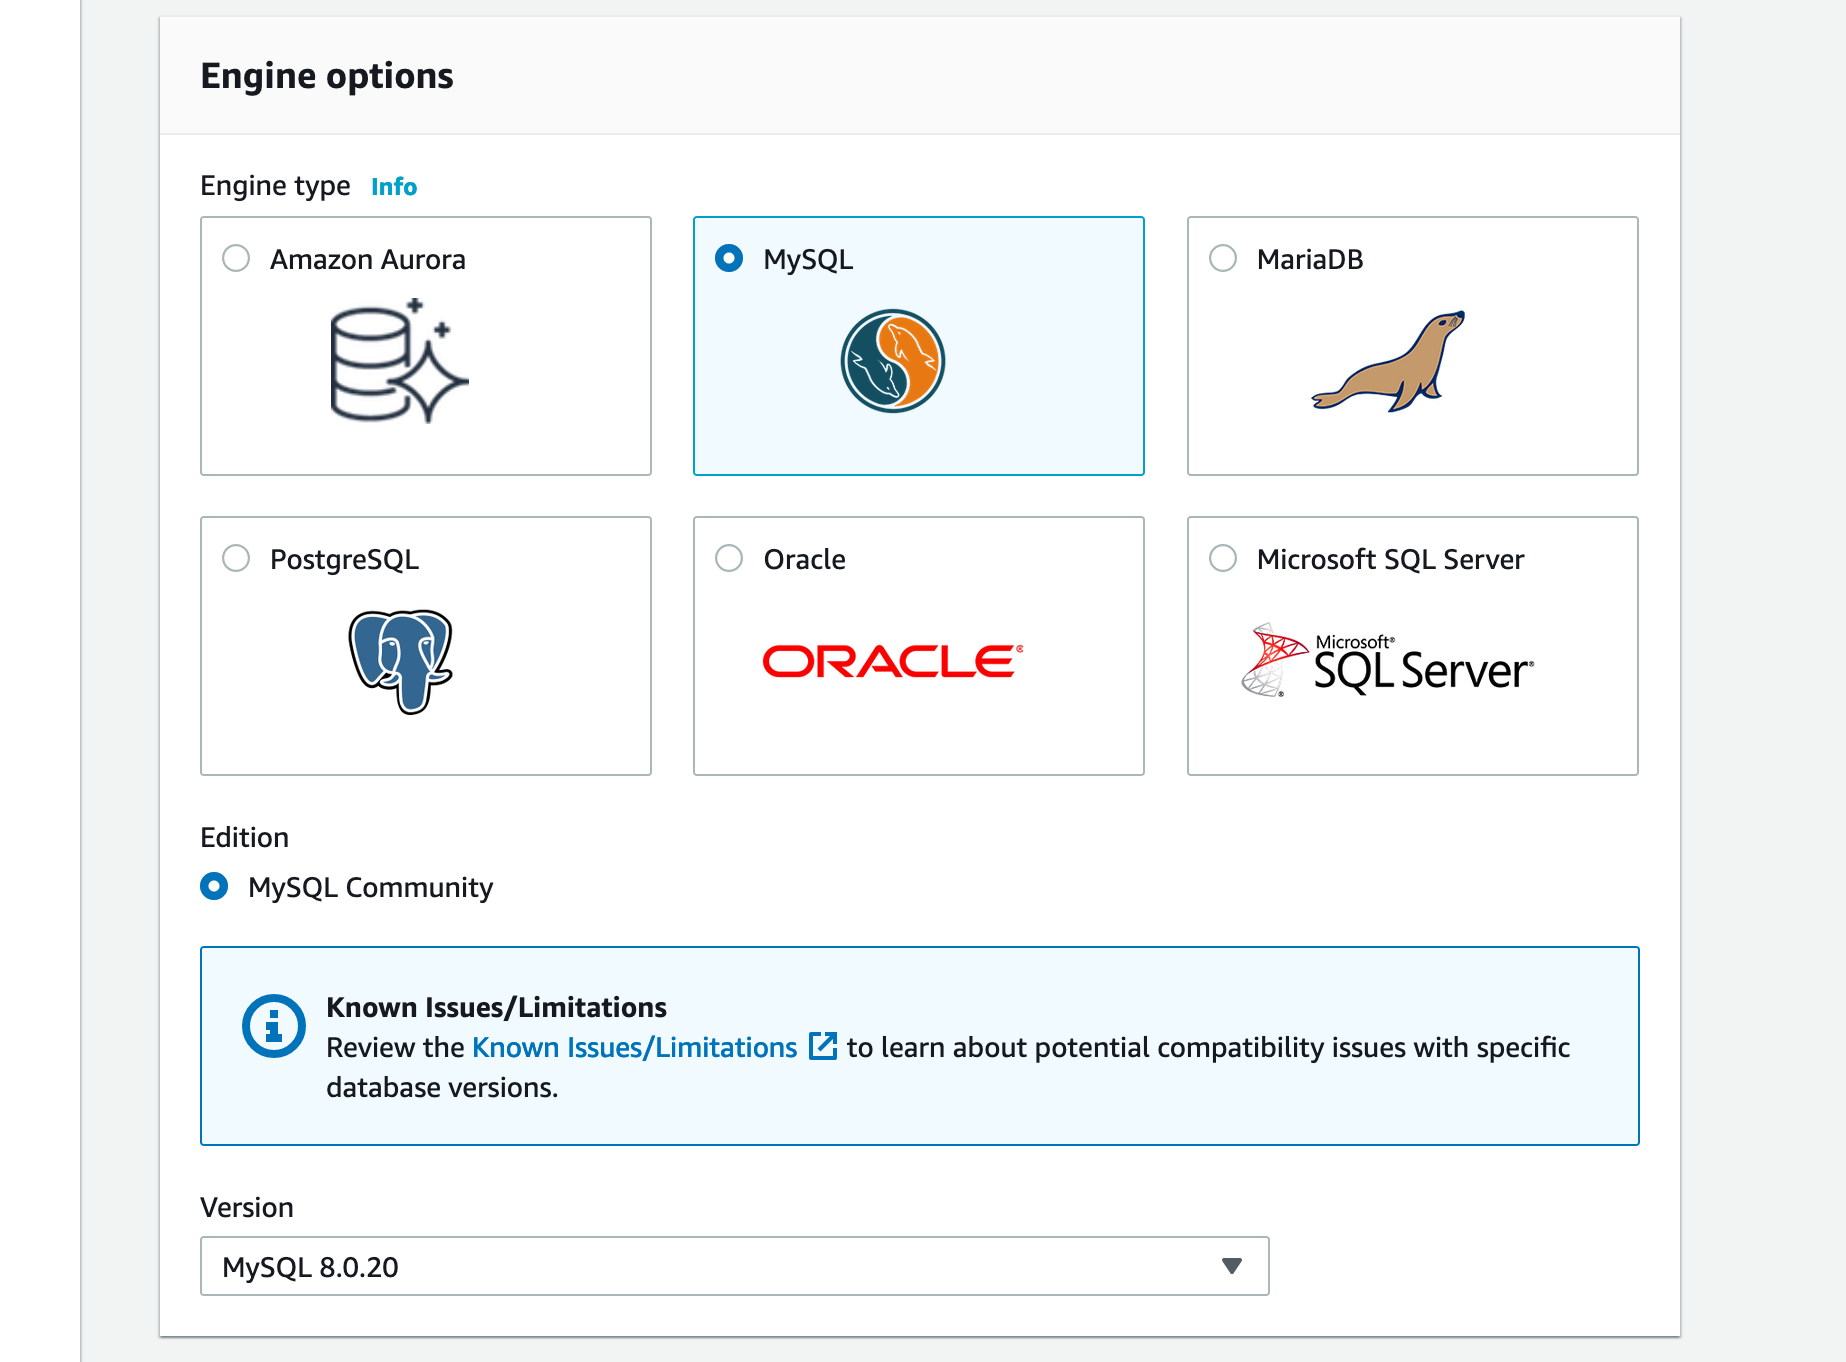 Engine options
Engine type Info
Amazon Aurora
MySQL
MariaDB
PostgreSQL
Oracle
ORACLE®
Microsoft SQL Server
Microsoft®
SQL Server®
®
Edition
MySQL Community
Known Issues/Limitations
Review the Known Issues/Limitations to learn about potential compatibility issues with specific
database versions.
Version
MySQL 8.0.20